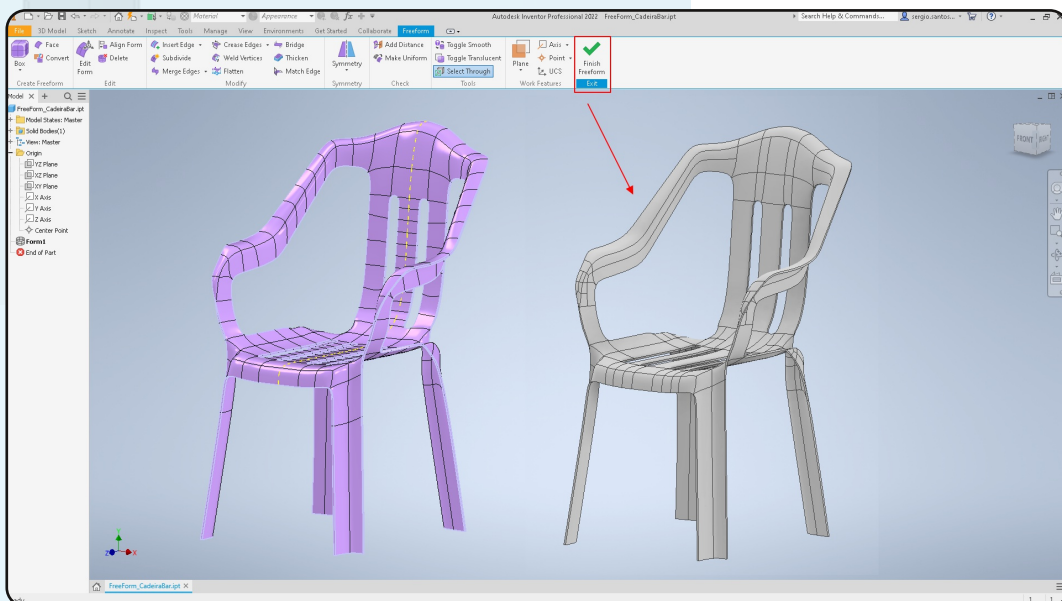 Material
Appearance
fx
Autodesk Inventor Professional 2022 FreeForm_CadeiraBar.ipt
Search Help & Commands...
sergio.santos...
File 3D Model Sketch Annotate Inspect Tools Manage View Environments Get Started Collaborate Freeform
Box
Face
Convert
Create Freeform
Edit Form
Align Form
Delete
Edit
Insert Edge
Subdivide
Merge Edges
Crease Edges
Weld Vertices
Flatten
Bridge
Thicken
Match Edge
Modify
Symmetry
Symmetry
Add Distance
Make Uniform
Check
Toggle Smooth
Toggle Translucent
Select Through
Tools
Plane
Axis
Point
UCS
Work Features
Finish Freeform
Exit
Model
FreeForm_CadeiraBar.ipt
Model States: Master
Solid Bodies(1)
View: Master
Origin
YZ Plane
XZ Plane
XY Plane
X Axis
Y Axis
Z Axis
Center Point
Form1
End of Part
FRONT
Y
Z
X
FreeForm_CadeiraBar.ipt
1 1